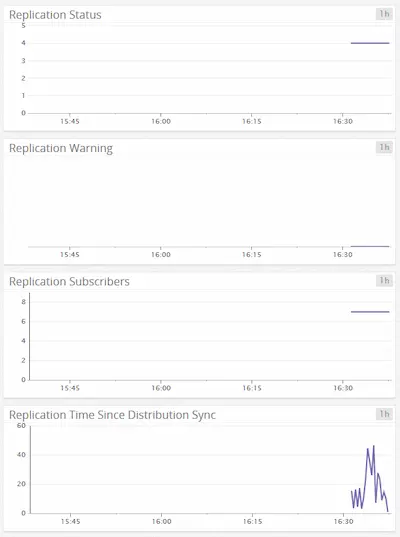 Replication Status 1h
5
4
3
2
1
0
15:45 16:00 16:15 16:30
Replication Warning 1h
15:45 16:00 16:15 16:30
Replication Subscribers 1h
8
6
4
2
0
15:45 16:00 16:15 16:30
Replication Time Since Distribution Sync 1h
60
40
20
0
15:45 16:00 16:15 16:30